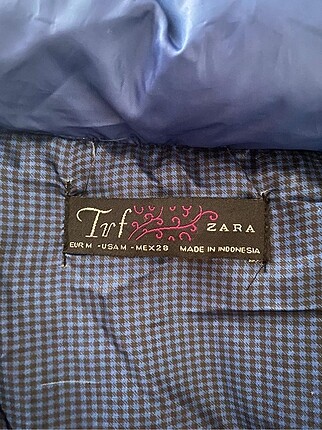 Trf ZARA
EUR M - USA M - MEX 28 MADE IN INDONESIA